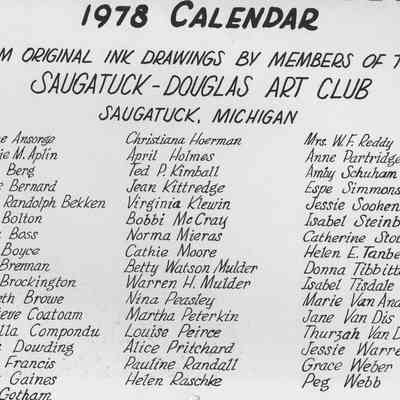 1978 CALENDAR
ORIGINAL INK DRAWINGS BY MEMBERS OF
SAUGATUCK-DOUGLAS ART CLUB
SAUGATUCK, MICHIGAN
Ansorge
M. Aplin
Berg
Bernard
Randolph Bekken
Bolton
Boss
Boyce
Brennan
Brockington
Browe
Coatoam
Compondu
Dowding
Francis
Gaines
Gotham
Christiana Hoerman
April Holmes
Ted P. Kimball
Jean Kittredge
Virginia Klewin
Bobbi McCray
Norma Mieras
Cathie Moore
Betty Watson Mulder
Warren H. Mulder
Nina Peasley
Martha Peterkin
Louise Peirce
Alice Pritchard
Pauline Randall
Helen Raschke
Mrs. W.F. Reddy
Anne Partridge
Amby Schuham
Espe Simmons
Jessie Sooken
Isabel Steinb
Catherine Stou
Helen E. Tanbe
Donna Tibbitt
Isabel Tisdale
Marie Van And
Jane Van Dis
Thurzah Van D
Jessie Warre
Grace Weber
Peg Webb